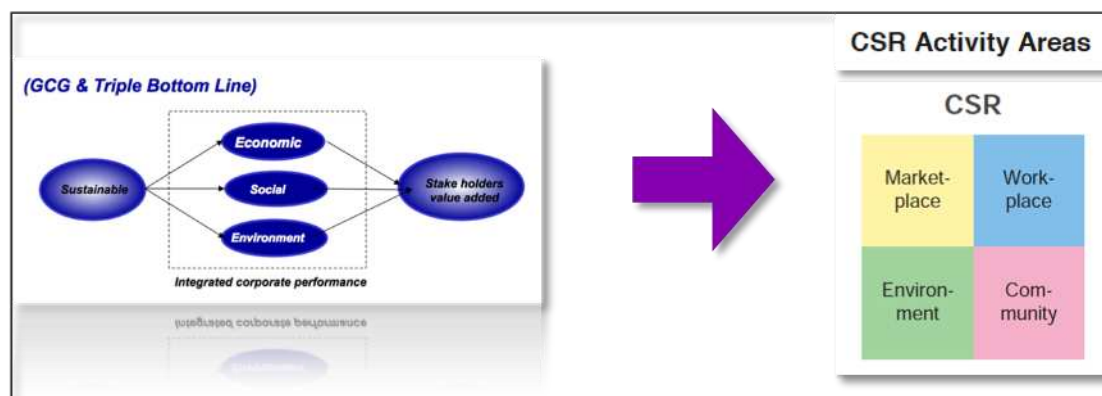 (GCG & Triple Bottom Line)
Sustainable
Economic
Social
Environment
Stake holders
value added
Integrated corporate performance
Integrated corporate performance
Environment
CSR Activity Areas
CSR
Market-
place
Work-
place
Environ-
ment
Com-
munity